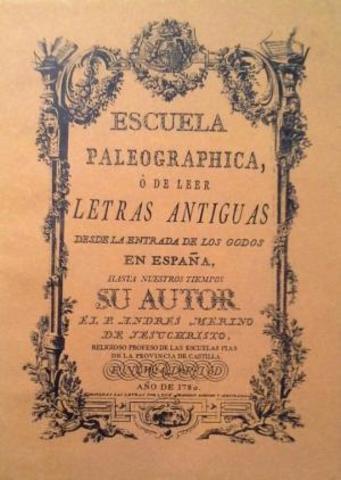 ESCUELA
PALEOGRAPHICA,
Ò DE LEER
LETRAS ANTIGUAS
DESDE LA ENTRADA DE LOS GODOS
EN ESPAÑA,
HASTA NUESTROS TIEMPOS
SU AUTOR
EL P. ANDRÉS MERINO
DE JESUCHRISTO,
RELIGIOSO PROFESO DE LAS ESCUELAS PIAS
DE LA PROVINCIA DE CASTILLA
AÑO DE 1780.